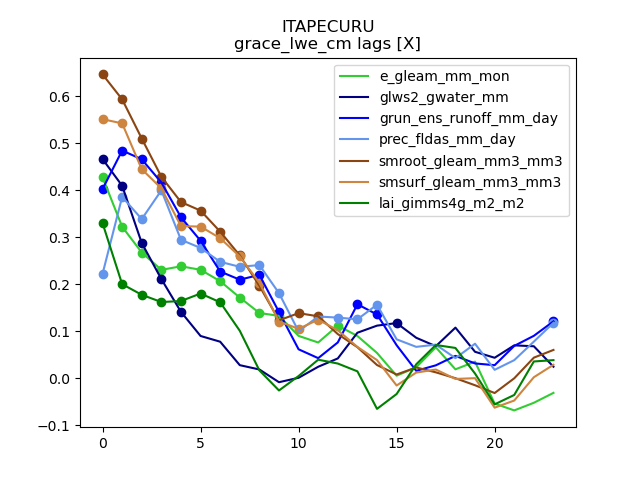 ITAPECURU
grace_lwe_cm lags [X]
e_gleam_mm_mon
glws2_gwater_mm
grun_ens_runoff_mm_day
prec_fldas_mm_day
smroot_gleam_mm3_mm3
smsurf_gleam_mm3_mm3
lai_gimms4g_m2_m2
0.6
0.5
0.4
0.3
0.2
0.1
0.0
−0.1
0 5 10 15 20